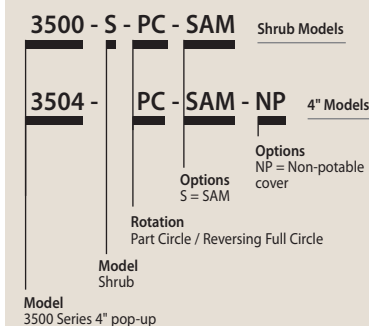 3500 - S - PC - SAM Shrub Models
3504 - PC - SAM - NP 4" Models
Options
NP = Non-potable
cover
Options
S = SAM
Rotation
Part Circle / Reversing Full Circle
Model
Shrub
Model
3500 Series 4" pop-up